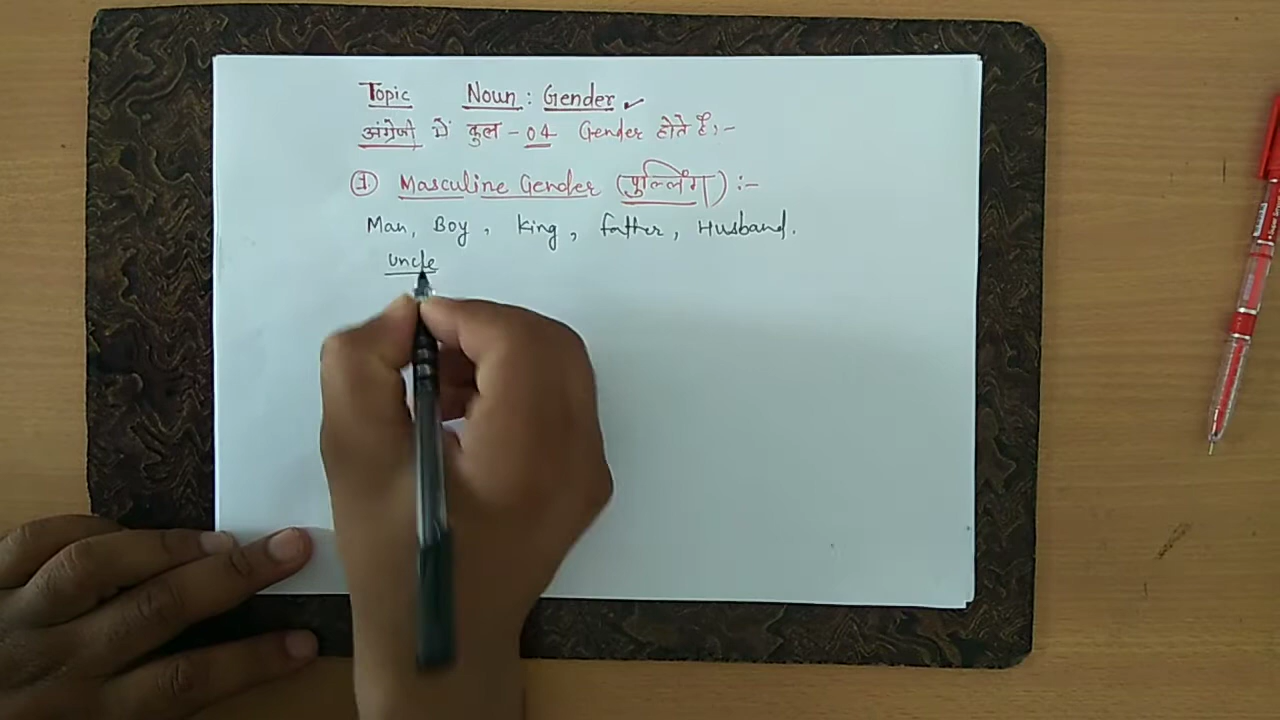 Topic Noun : Gender ✓
अंग्रेजी में कुल - 04 Gender होते हैं :-
① Masculine Gender (पुल्लिंग) :-
Man, Boy, King, father, Husband.
Uncle